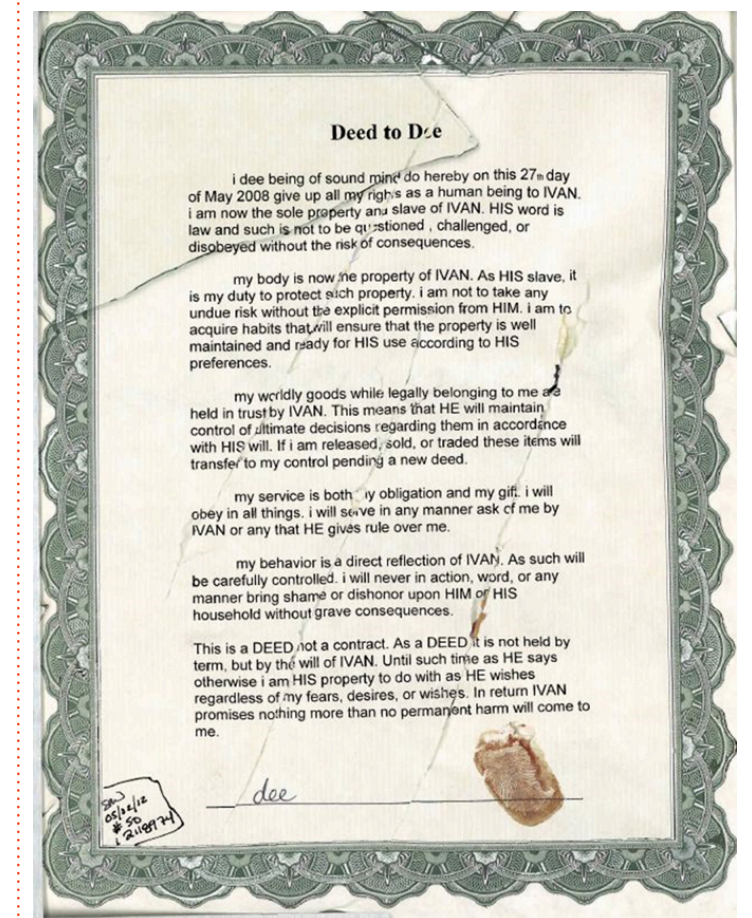 Deed to Dee
i dee being of sound mind do hereby on this 27th day
of May 2008 give up all my rights as a human being to IVAN.
i am now the sole property and slave of IVAN. HIS word is
law and such is not to be questioned , challenged, or
disobeyed without the risk of consequences.
my body is now the property of IVAN. As HIS slave, it
is my duty to protect such property. i am not to take any
undue risk without the explicit permission from HIM. i am to
acquire habits that will ensure that the property is well
maintained and ready for HIS use according to HIS
preferences.
my worldly goods while legally belonging to me are
held in trust by IVAN. This means that HE will maintain
control of ultimate decisions regarding them in accordance
with HIS will. If i am released, sold, or traded these items will
transfer to my control pending a new deed.
my service is both my obligation and my gift. i will
obey in all things. i will serve in any manner ask of me by
IVAN or any that HE gives rule over me.
my behavior is a direct reflection of IVAN. As such will
be carefully controlled. i will never in action, word, or any
manner bring shame or dishonor upon HIM or HIS
household without grave consequences.
This is a DEED not a contract. As a DEED it is not held by
term, but by the will of IVAN. Until such time as HE says
otherwise i am HIS property to do with as HE wishes
regardless of my fears, desires, or wishes. In return IVAN
promises nothing more than no permanent harm will come to
me.
dee
05/02/12
# SO
2118974